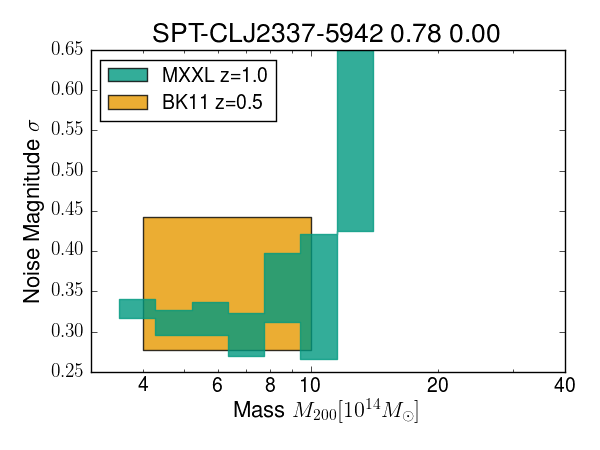 SPT-CLJ2337-5942 0.78 0.00
MXXL z=1.0
BK11 z=0.5
Noise Magnitude σ
0.65
0.60
0.55
0.50
0.45
0.40
0.35
0.30
0.25
4 6 8 10 20 40
Mass M₂₀₀[10¹⁴M☉]